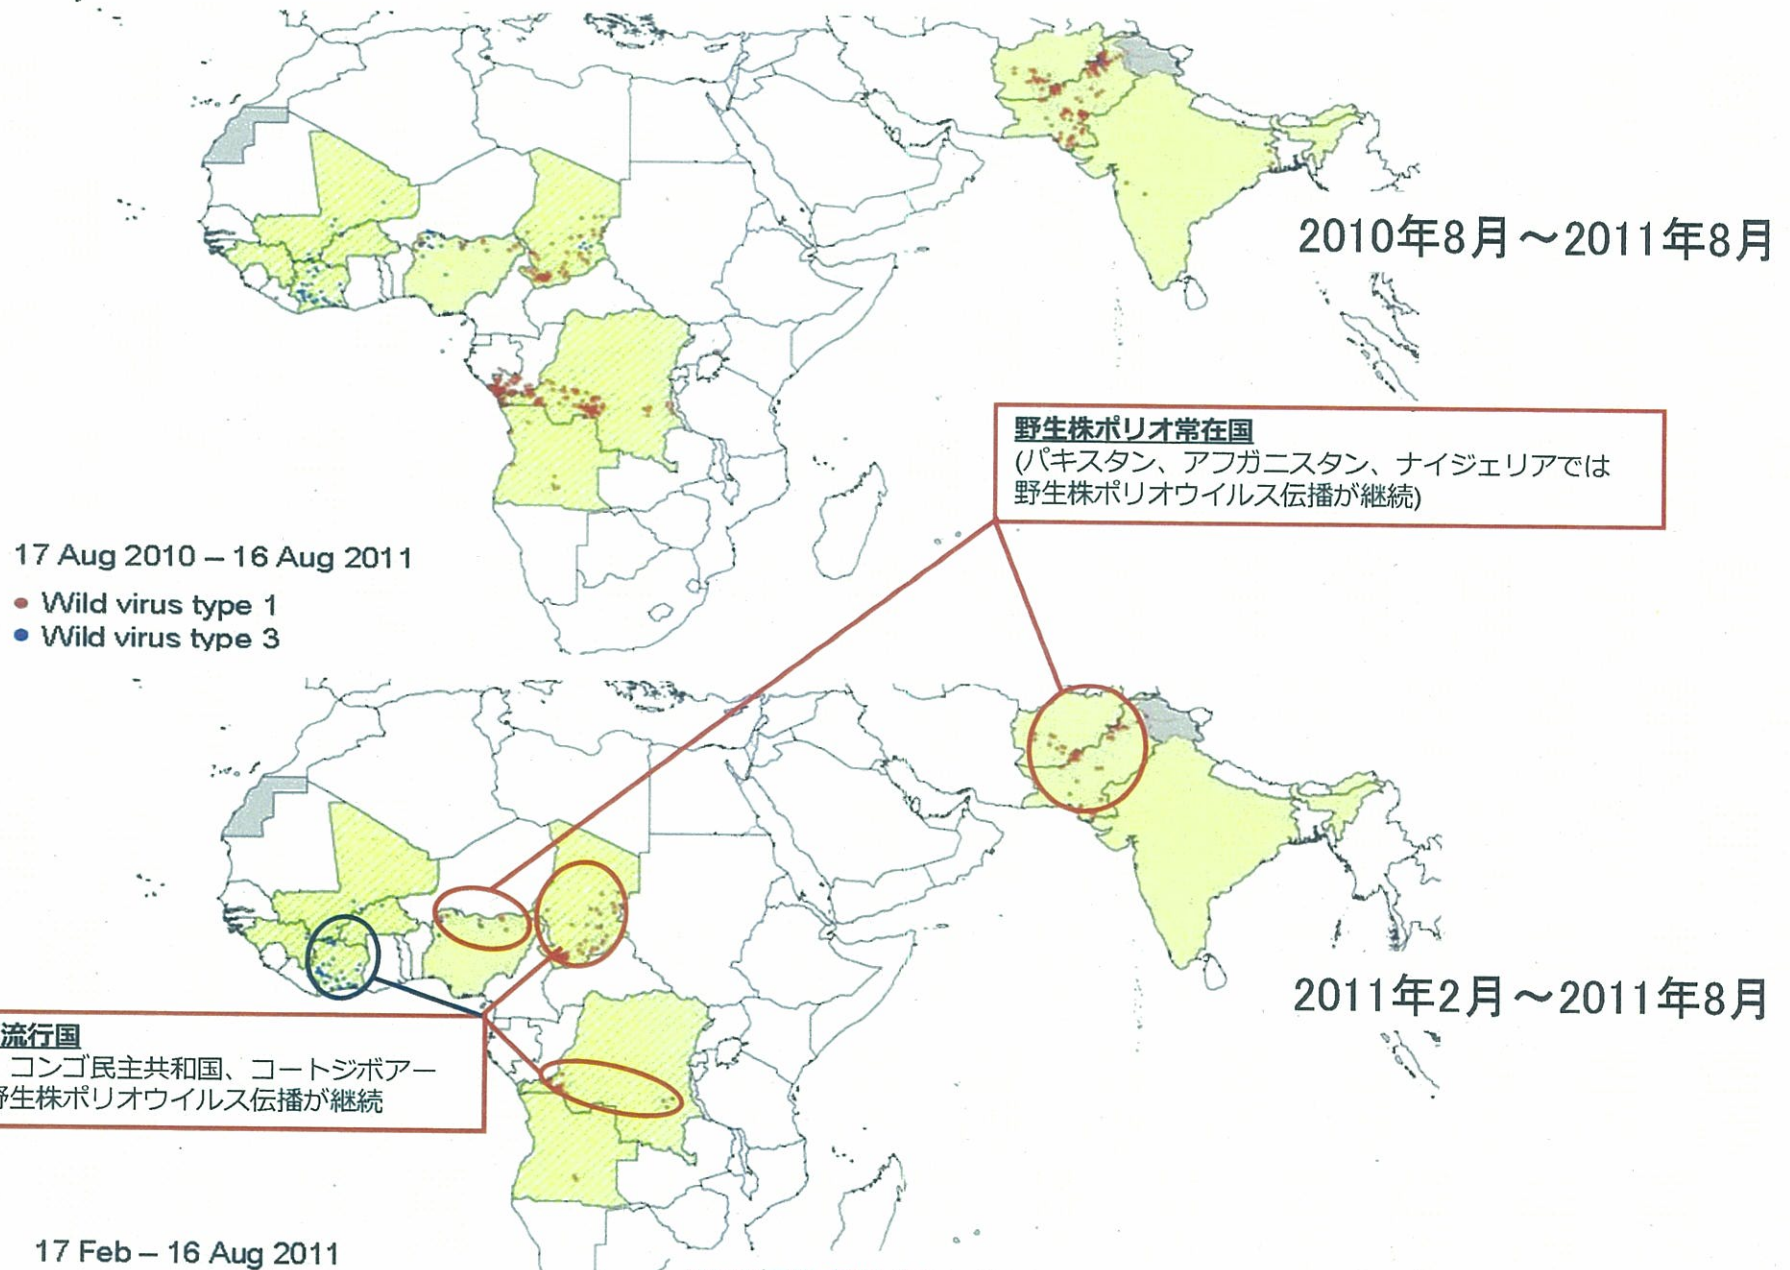 2010年8月～2011年8月
野生株ポリオ常在国
(パキスタン、アフガニスタン、ナイジェリアでは
野生株ポリオウイルス伝播が継続)
17 Aug 2010 – 16 Aug 2011
Wild virus type 1
Wild virus type 3
2011年2月～2011年8月
流行国
コンゴ民主共和国、コートジボアー
野生株ポリオウイルス伝播が継続
17 Feb – 16 Aug 2011